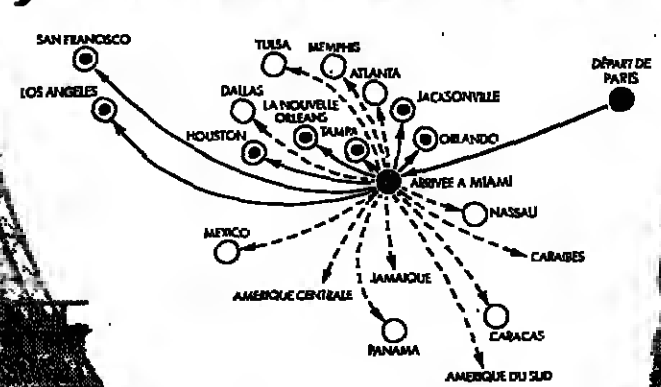 SAN FRANCISCO
TULSA
MEMPHIS
ATLANTA
DÉPART DE
PARIS
LOS ANGELES
DALLAS
LA NOUVELLE
ORLEANS
JACKSONVILLE
HOUSTON
TAMPA
ORLANDO
ARRIVÉE A MIAMI
NASSAU
MEXICO
CARAIBES
JAMAIQUE
AMERIQUE CENTRALE
CARACAS
PANAMA
AMERIQUE DU SUD